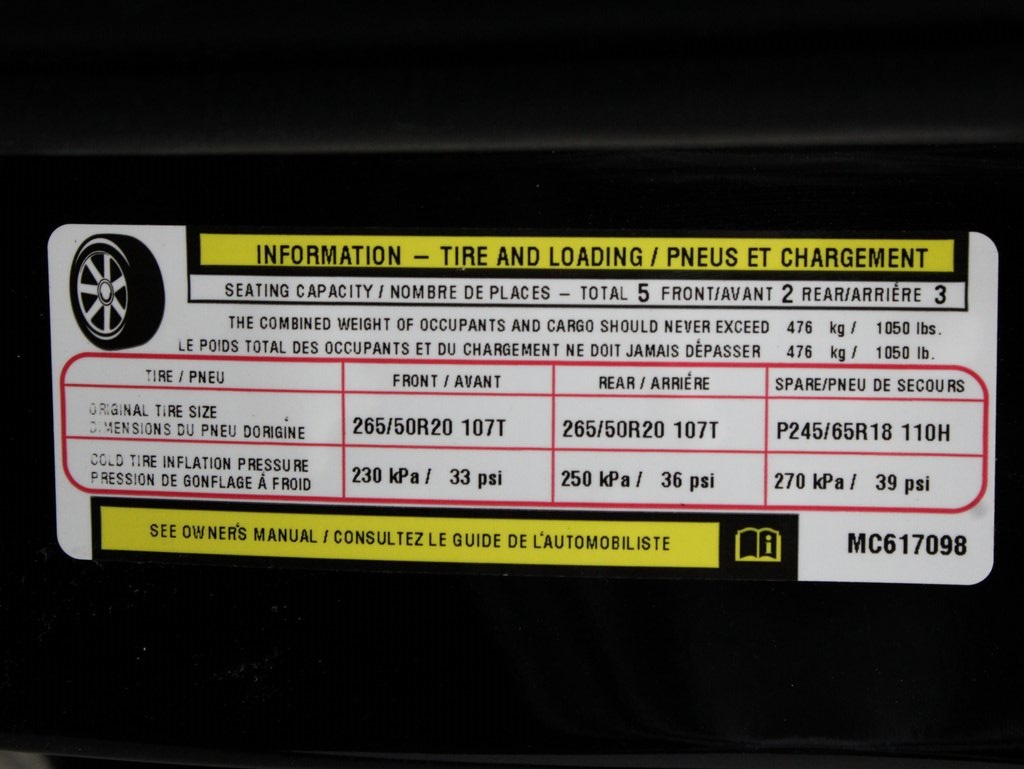 INFORMATION – TIRE AND LOADING / PNEUS ET CHARGEMENT
SEATING CAPACITY / NOMBRE DE PLACES – TOTAL 5 FRONT/AVANT 2 REAR/ARRIÈRE 3
THE COMBINED WEIGHT OF OCCUPANTS AND CARGO SHOULD NEVER EXCEED 476 kg / 1050 lbs.
LE POIDS TOTAL DES OCCUPANTS ET DU CHARGEMENT NE DOIT JAMAIS DÉPASSER 476 kg / 1050 lb.
TIRE / PNEU FRONT / AVANT REAR / ARRIÉRE SPARE/PNEU DE SECOURS
ORIGINAL TIRE SIZE
DIMENSIONS DU PNEU DORIGINE 265/50R20 107T 265/50R20 107T P245/65R18 110H
COLD TIRE INFLATION PRESSURE
PRESSION DE GONFLAGE À FROID 230 kPa / 33 psi 250 kPa / 36 psi 270 kPa / 39 psi
SEE OWNER'S MANUAL / CONSULTEZ LE GUIDE DE L'AUTOMOBILISTE
MC617098